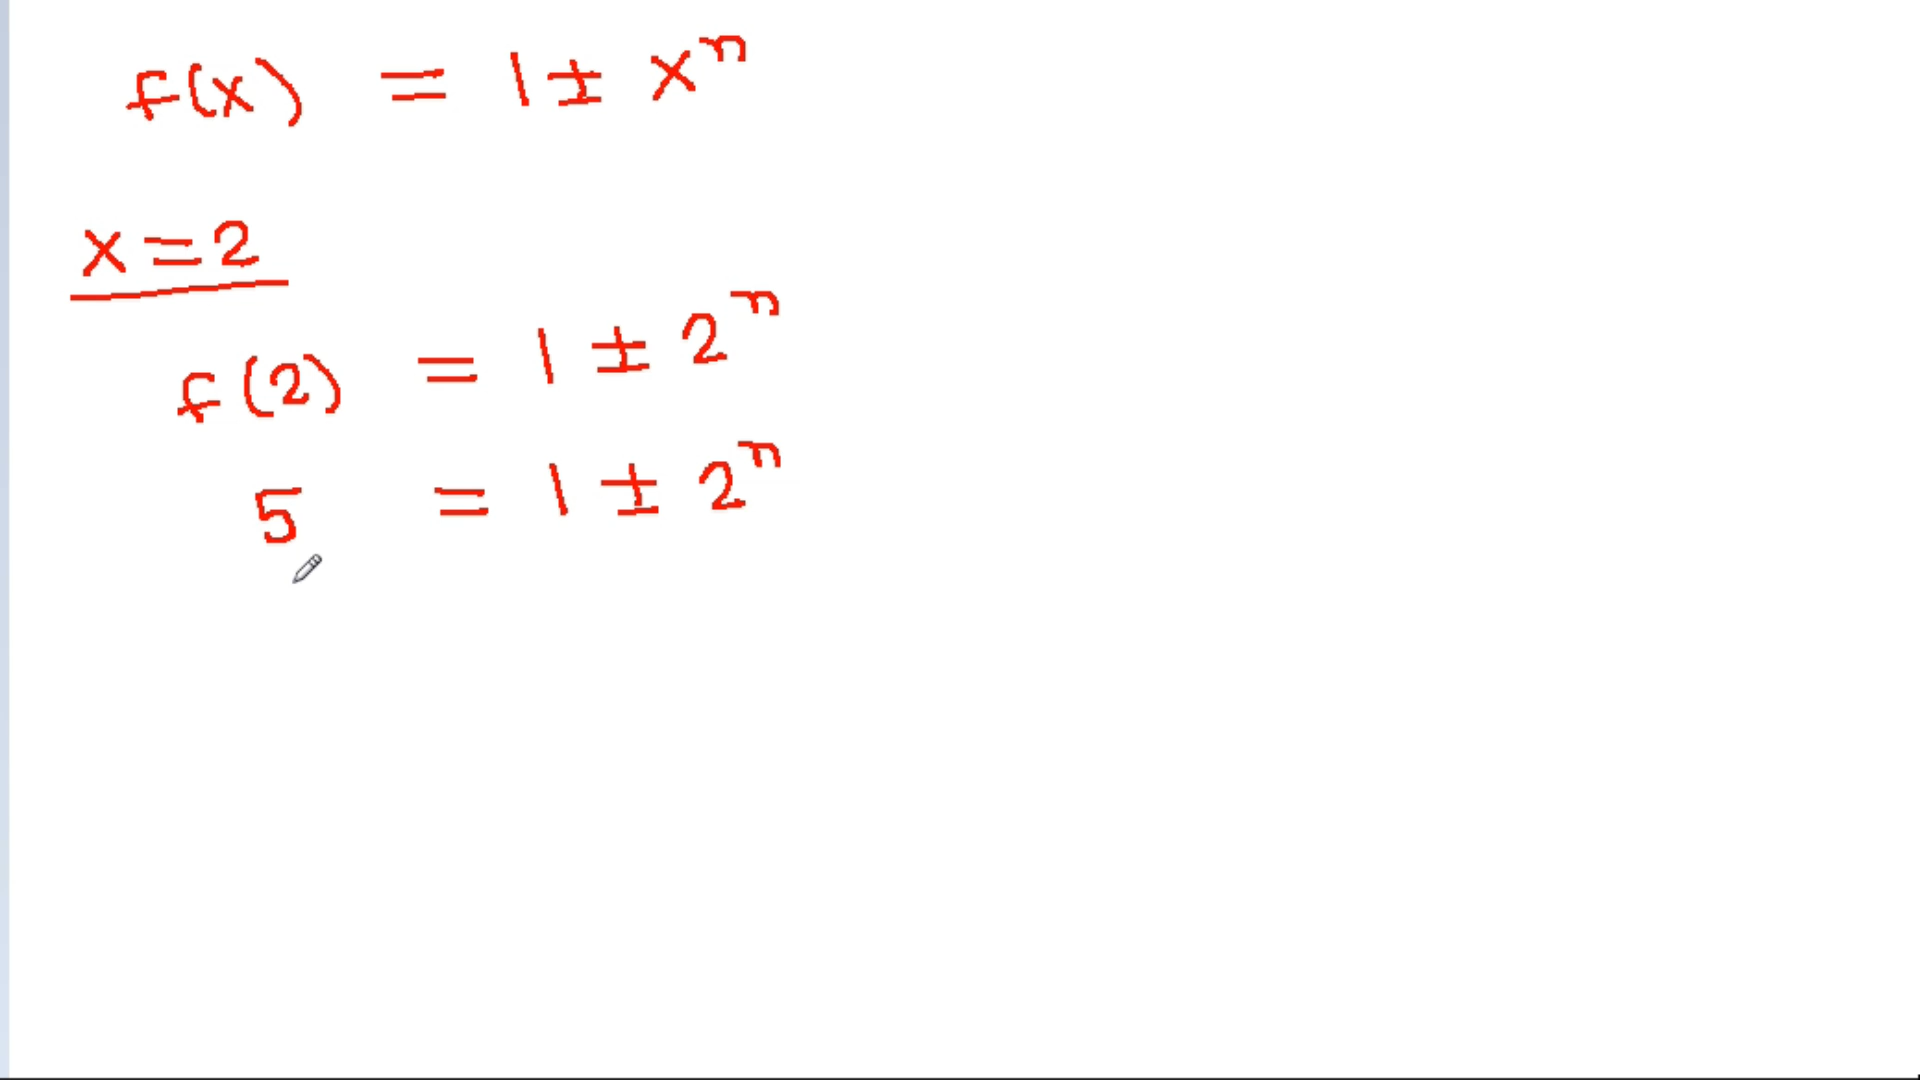 f(x) = 1 ± xⁿ
x=2
f(2) = 1 ± 2ⁿ
5 = 1 ± 2ⁿ